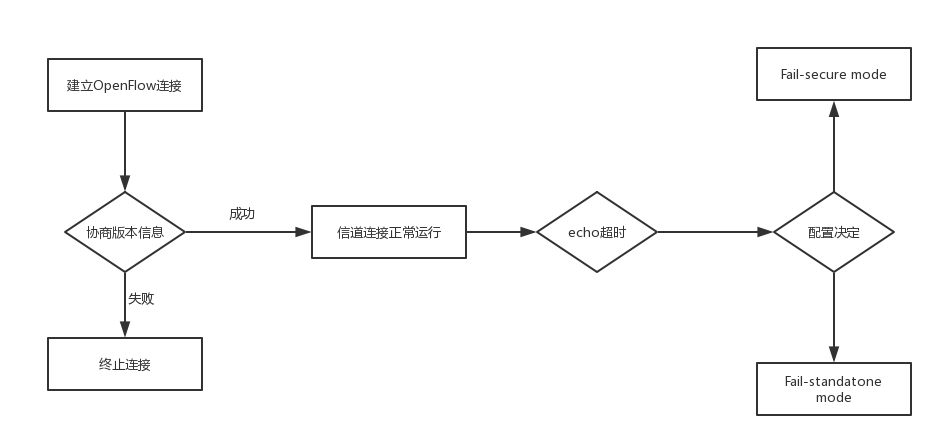 建立OpenFlow连接
协商版本信息
成功
失败
终止连接
信道连接正常运行
echo超时
配置决定
Fail-secure mode
Fail-standatone
mode